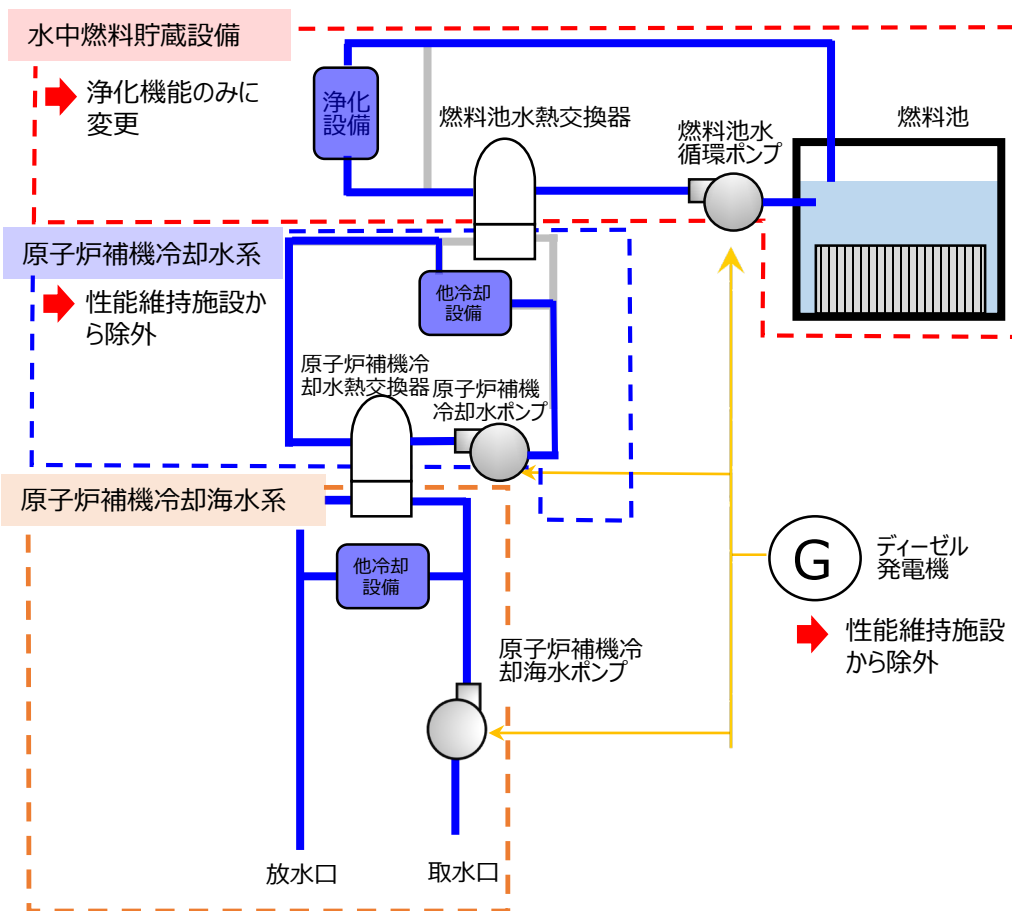 水中燃料貯蔵設備
浄化機能のみに
変更
浄化
設備
燃料池水熱交換器
燃料池水
循環ポンプ
燃料池
原子炉補機冷却水系
性能維持施設か
ら除外
他冷却
設備
原子炉補機冷
却水熱交換器
原子炉補機
冷却水ポンプ
原子炉補機冷却海水系
他冷却
設備
G
ディーゼル
発電機
性能維持施設
から除外
原子炉補機冷
却海水ポンプ
放水口
取水口